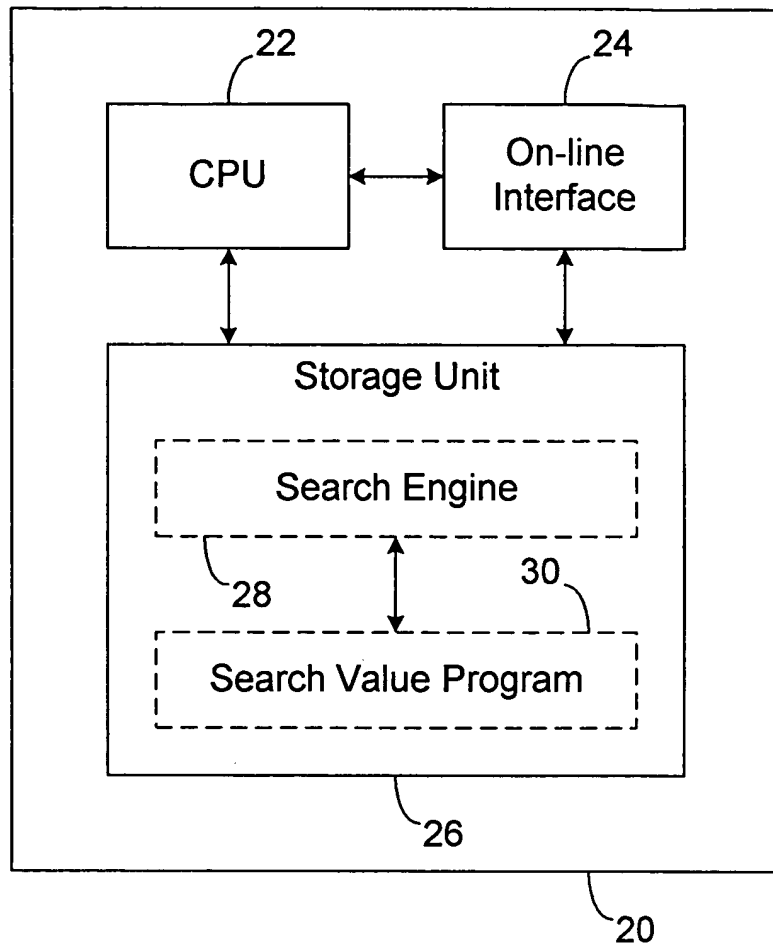 22
24
CPU
On-line
Interface
Storage Unit
Search Engine
28
30
Search Value Program
26
20